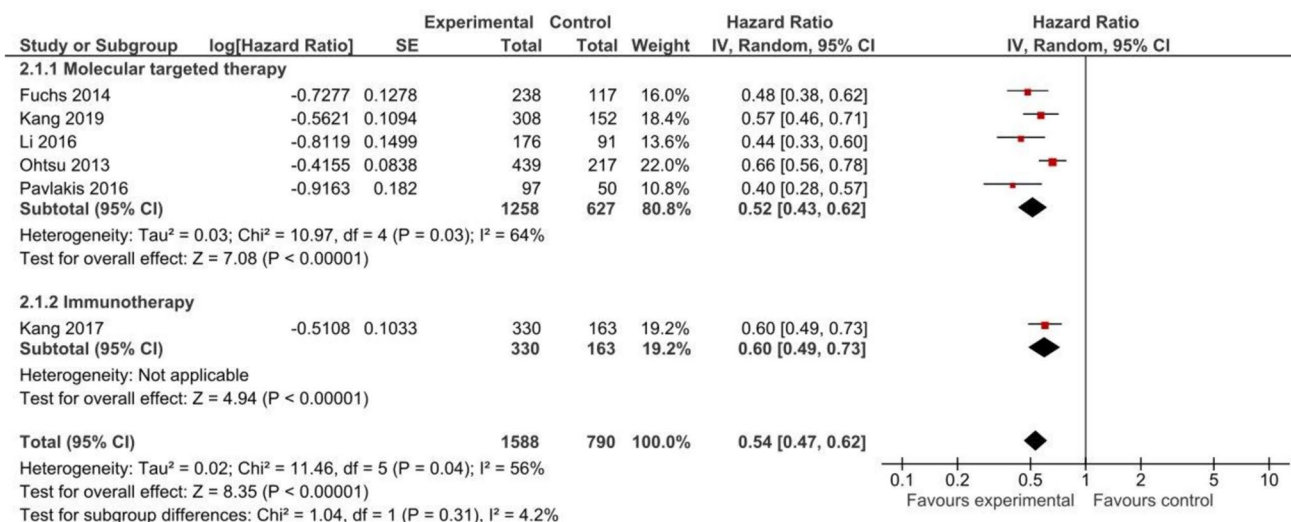 Experimental Control Hazard Ratio Hazard Ratio
Study or Subgroup log[Hazard Ratio] SE Total Total Weight IV, Random, 95% CI IV, Random, 95% CI
2.1.1 Molecular targeted therapy
Fuchs 2014 -0.7277 0.1278 238 117 16.0% 0.48 [0.38, 0.62]
Kang 2019 -0.5621 0.1094 308 152 18.4% 0.57 [0.46, 0.71]
Li 2016 -0.8119 0.1499 176 91 13.6% 0.44 [0.33, 0.60]
Ohtsu 2013 -0.4155 0.0838 439 217 22.0% 0.66 [0.56, 0.78]
Pavlakis 2016 -0.9163 0.182 97 50 10.8% 0.40 [0.28, 0.57]
Subtotal (95% CI) 1258 627 80.8% 0.52 [0.43, 0.62]
Heterogeneity: Tau² = 0.03; Chi² = 10.97, df = 4 (P = 0.03); I² = 64%
Test for overall effect: Z = 7.08 (P < 0.00001)
2.1.2 Immunotherapy
Kang 2017 -0.5108 0.1033 330 163 19.2% 0.60 [0.49, 0.73]
Subtotal (95% CI) 330 163 19.2% 0.60 [0.49, 0.73]
Heterogeneity: Not applicable
Test for overall effect: Z = 4.94 (P < 0.00001)
Total (95% CI) 1588 790 100.0% 0.54 [0.47, 0.62]
Heterogeneity: Tau² = 0.02; Chi² = 11.46, df = 5 (P = 0.04); I² = 56%
Test for overall effect: Z = 8.35 (P < 0.00001)
Test for subgroup differences: Chi² = 1.04, df = 1 (P = 0.31), I² = 4.2%
0.1 0.2 0.5 1 2 5 10
Favours experimental Favours control